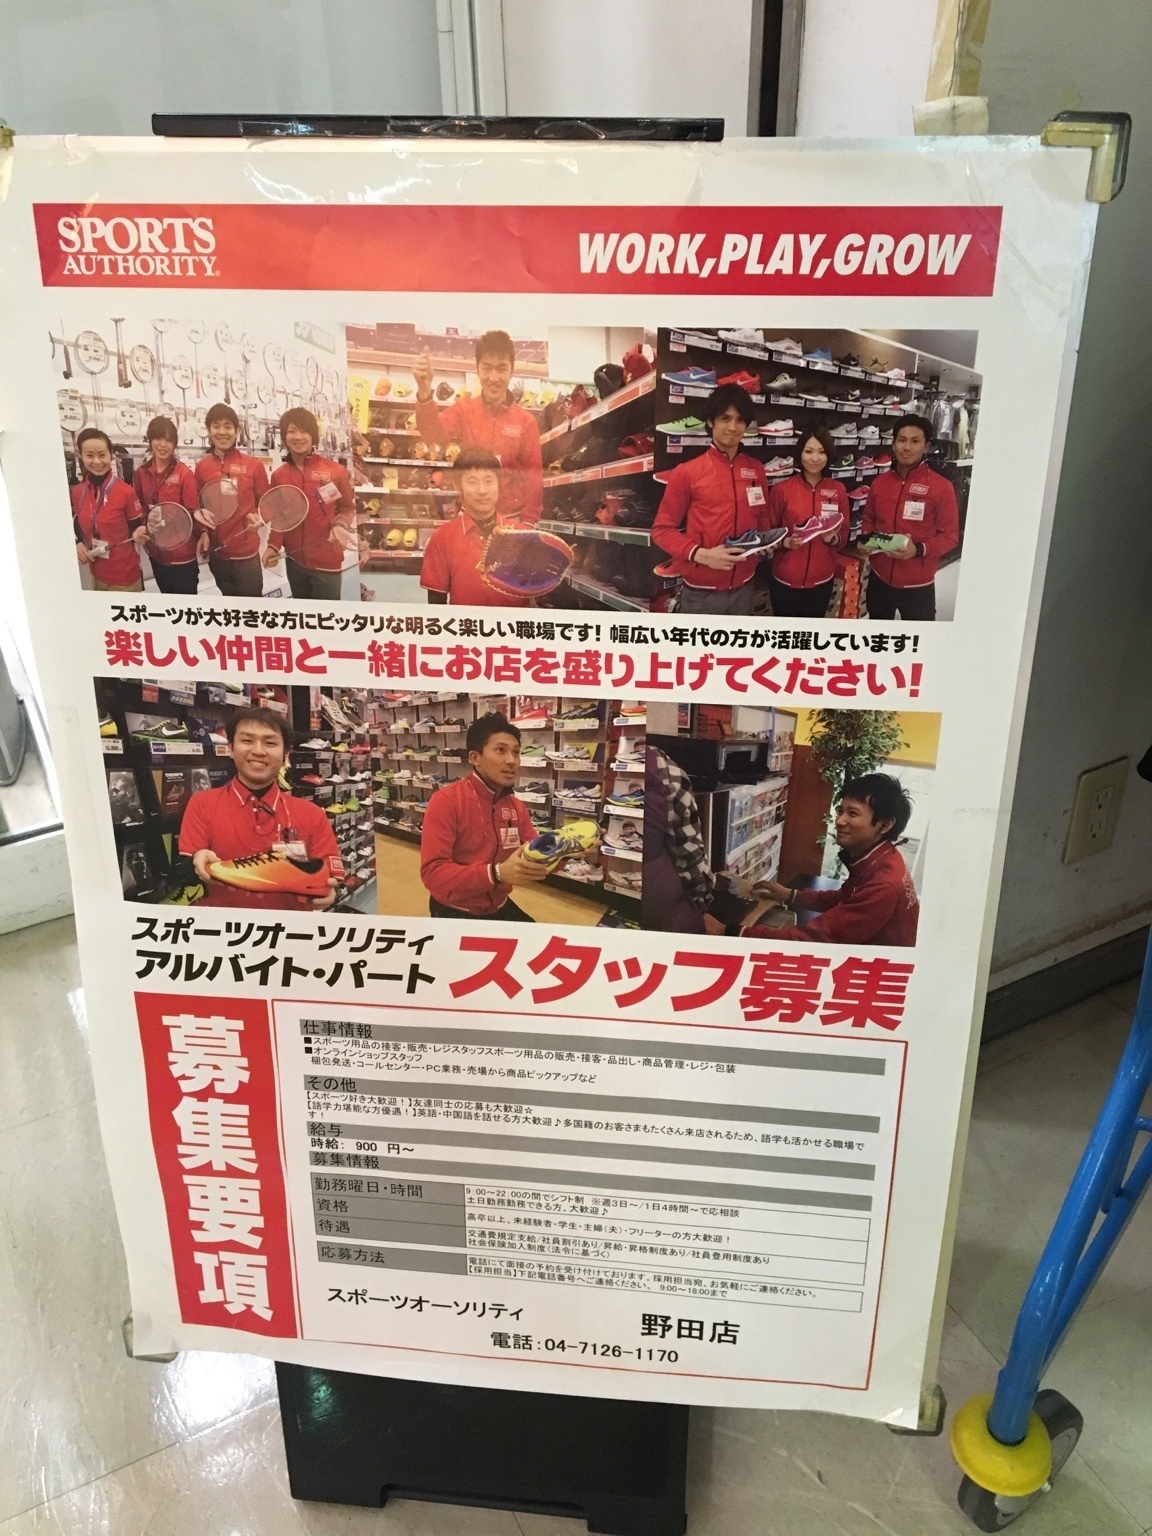 SPORTS
AUTHORITY
WORK,PLAY,GROW
スポーツが大好きな方にピッタリな明るく楽しい職場です! 幅広い年代の方が活躍しています!
楽しい仲間と一緒にお店を盛り上げてください!
スポーツオーソリティ
アルバイト・パート
スタッフ募集
募集要項
仕事情報
■スポーツ用品の接客・販売・レジスタッフスポーツ用品の販売・接客・品出し・商品管理・レジ・包装
■オンラインショップスタッフ
梱包発送・コールセンター・PC業務・売場から商品ピックアップなど
その他
【スポーツ好き大歓迎!】友達同士の応募も大歓迎☆
【語学力堪能な方優遇!】英語・中国語を話せる方大歓迎♪多国籍のお客さまもたくさん来店されるため、語学も活かせる職場で
す!
給与
時給: 900 円~
募集情報
勤務曜日・時間
9:00~22:00の間でシフト制 ※週3日~/1日4時間~で応相談
土日勤務勤務できる方、大歓迎♪
資格
高卒以上、未経験者・学生・主婦(夫)・フリーターの方大歓迎!
待遇
交通費規定支給/社員割引あり/昇給・昇格制度あり/社員登用制度あり
社会保険加入制度(法令に基づく)
応募方法
電話にて面接の予約を受け付けております。採用担当宛、お気軽にご連絡ください。
【採用担当】下記電話番号へご連絡ください。 9:00~18:00まで
スポーツオーソリティ 野田店
電話:04-7126-1170